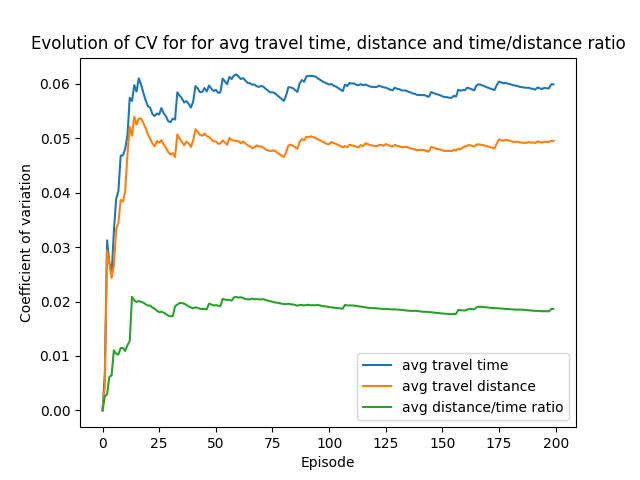 Evolution of CV for for avg travel time, distance and time/distance ratio
Coefficient of variation
0.06
0.05
0.04
0.03
0.02
0.01
0.00
avg travel time
avg travel distance
avg distance/time ratio
0 25 50 75 100 125 150 175 200
Episode